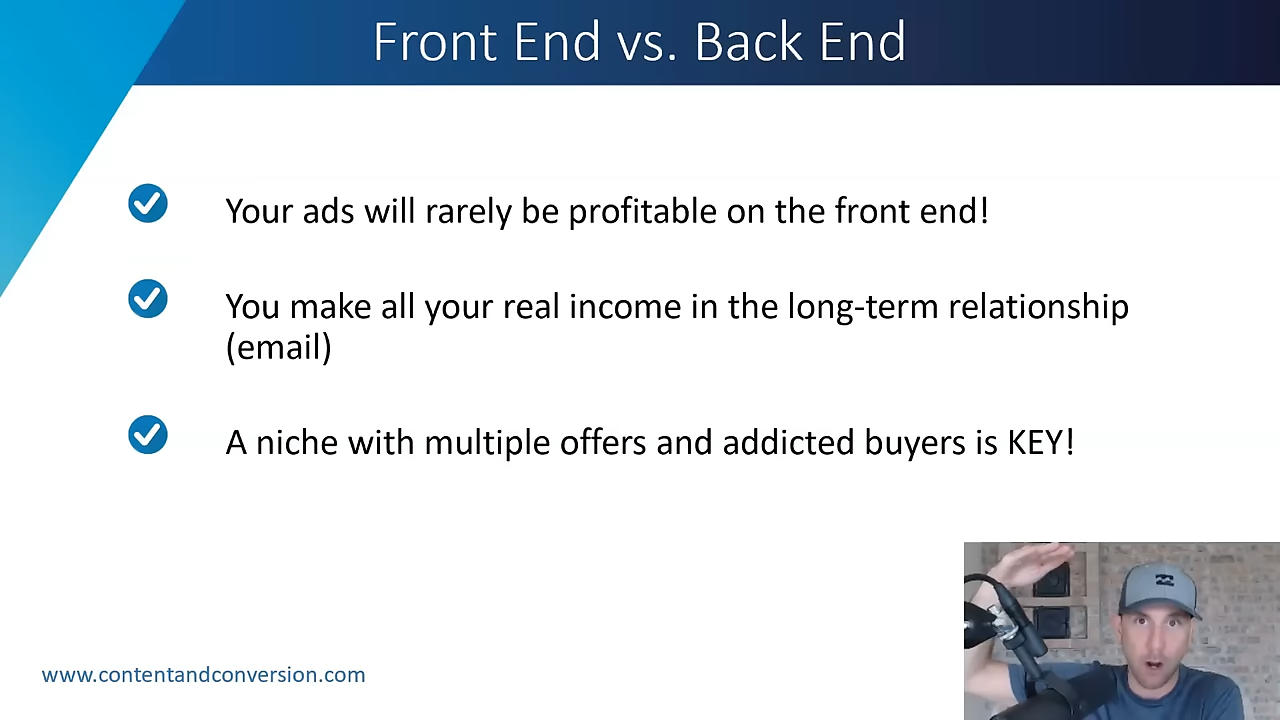 Front End vs. Back End
Your ads will rarely be profitable on the front end!
You make all your real income in the long-term relationship
(email)
A niche with multiple offers and addicted buyers is KEY!
www.contentandconversion.com